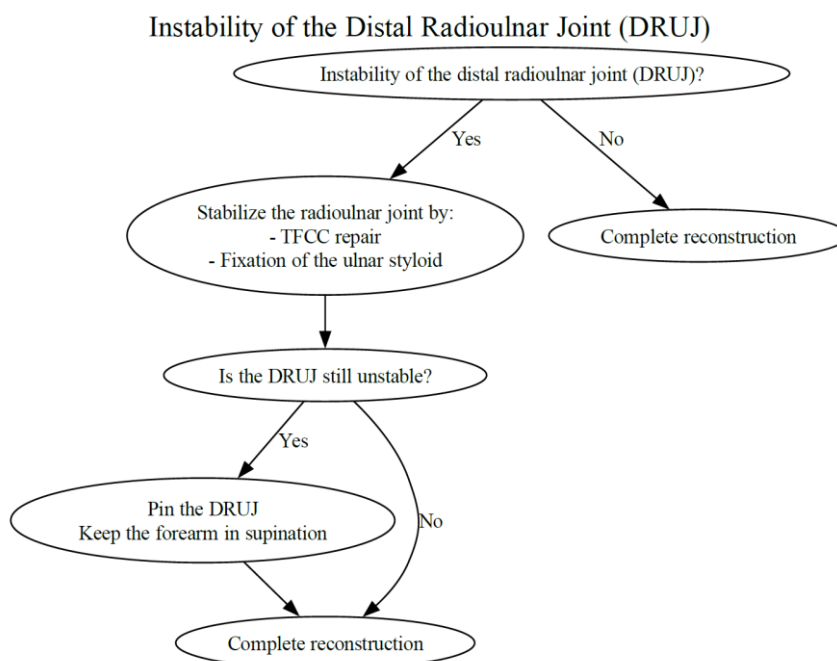 Instability of the Distal Radioulnar Joint (DRUJ)
Instability of the distal radioulnar joint (DRUJ)?
Yes
No
Stabilize the radioulnar joint by:
- TFCC repair
- Fixation of the ulnar styloid
Complete reconstruction
Is the DRUJ still unstable?
Yes
No
Pin the DRUJ
Keep the forearm in supination
Complete reconstruction